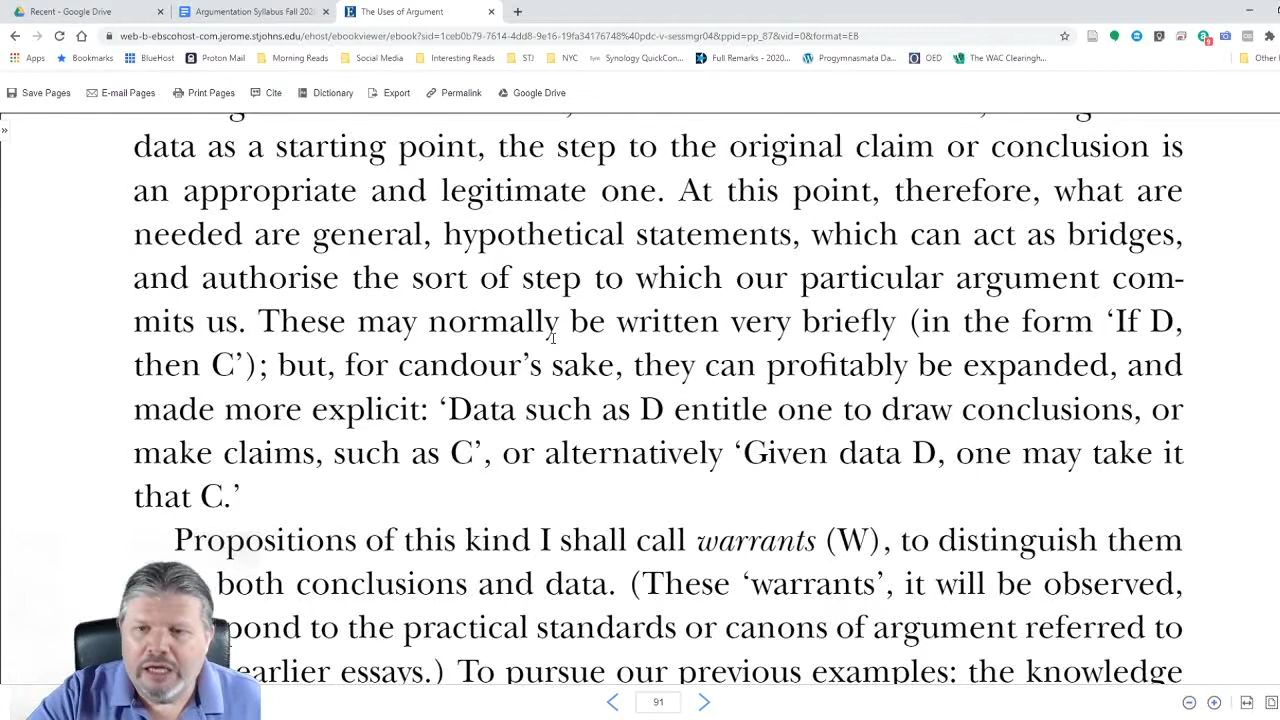 Recent - Google Drive
Argumentation Syllabus Fall 202
The Uses of Argument
web-b-ebscohost-com.jerome.stjohns.edu/ehost/ebookviewer/ebook?sid=1ceb0b79-7614-4dd8-9e16-19fa34176748%40pdc-v-sessmgr04&ppid=pp_87&vid=0&format=EB
Apps Bookmarks BlueHost Proton Mail Morning Reads Social Media Interesting Reads STJ NYC Synology QuickCon... Full Remarks - 2020... Progymnasmata De... OED The WAC Clearingh... Other
Save Pages E-mail Pages Print Pages Cite Dictionary Export Permalink Google Drive
data as a starting point, the step to the original claim or conclusion is
an appropriate and legitimate one. At this point, therefore, what are
needed are general, hypothetical statements, which can act as bridges,
and authorise the sort of step to which our particular argument com-
mits us. These may normally be written very briefly (in the form ‘If D,
then C’); but, for candour’s sake, they can profitably be expanded, and
made more explicit: ‘Data such as D entitle one to draw conclusions, or
make claims, such as C’, or alternatively ‘Given data D, one may take it
that C.’
Propositions of this kind I shall call warrants (W), to distinguish them
both conclusions and data. (These ‘warrants’, it will be observed,
pond to the practical standards or canons of argument referred to
earlier essays.) To pursue our previous examples: the knowledge
91